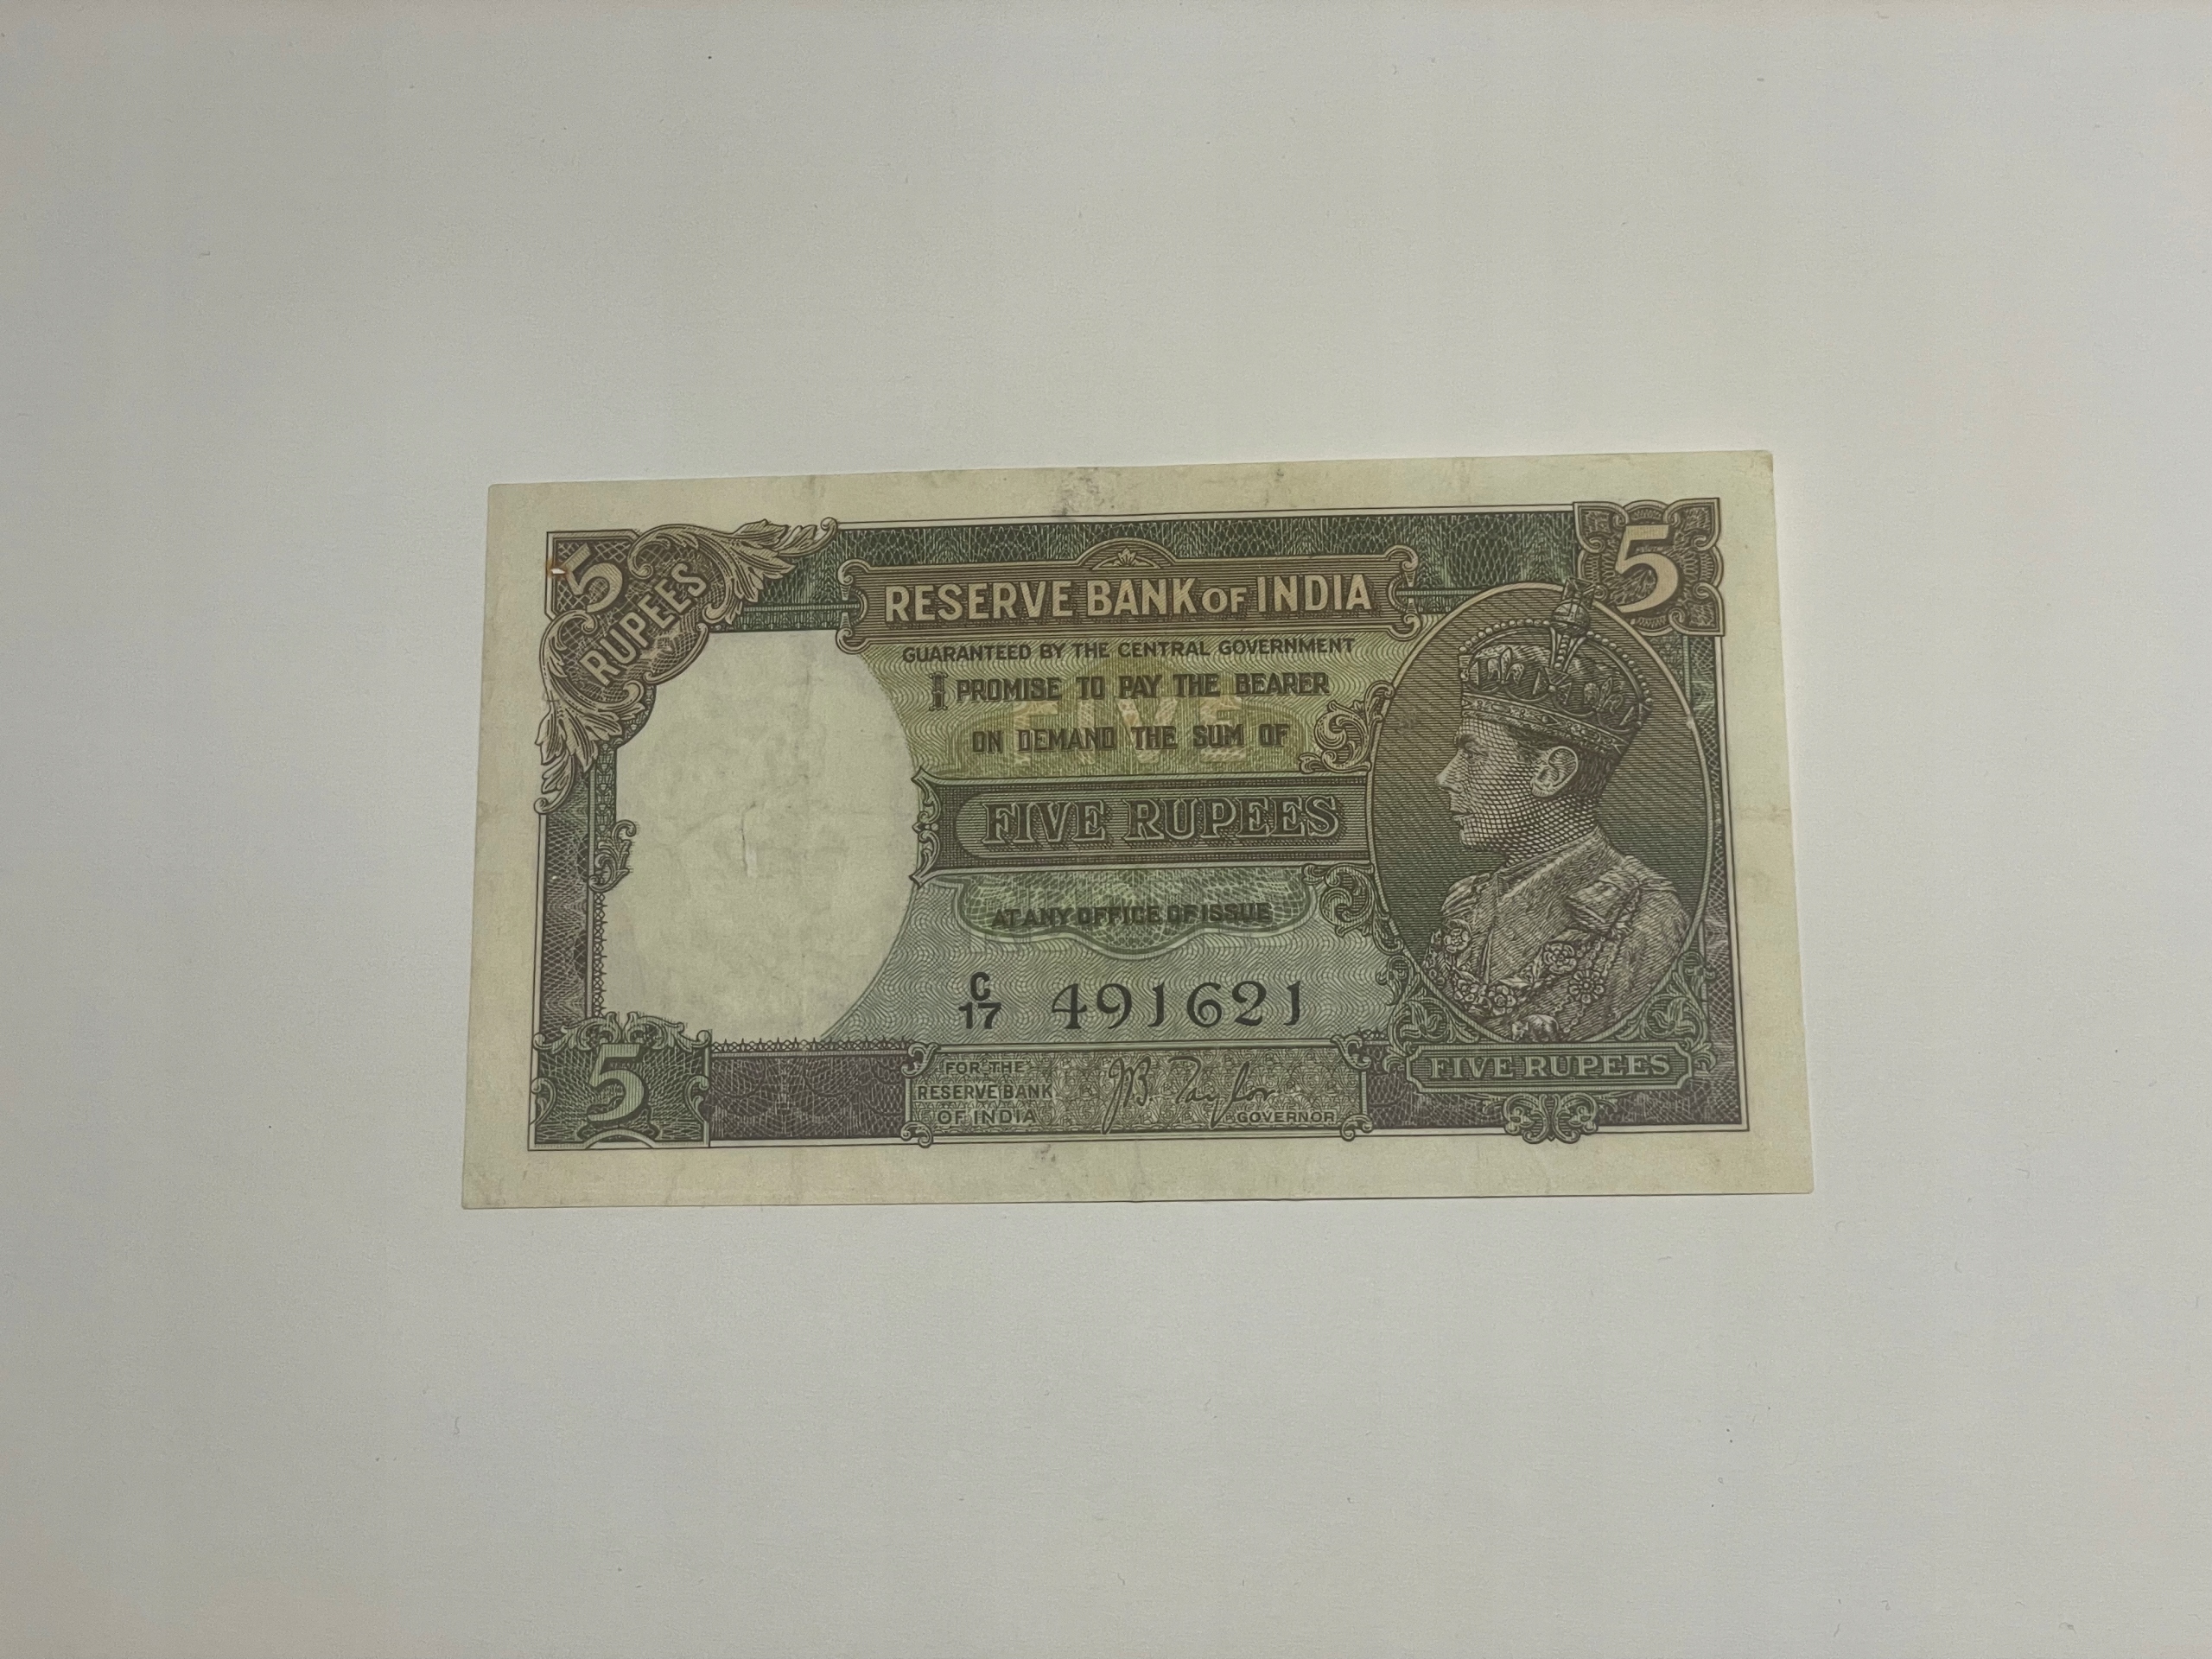 5
RUPEES
5
RESERVE BANK OF INDIA
GUARANTEED BY THE CENTRAL GOVERNMENT
I PROMISE TO PAY THE BEARER
FIVE
ON DEMAND THE SUM OF
FIVE RUPEES
AT ANY OFFICE OF ISSUE
C
17 491621
5
FOR THE
RESERVE BANK
OF INDIA
J B. Taylor
GOVERNOR
FIVE RUPEES